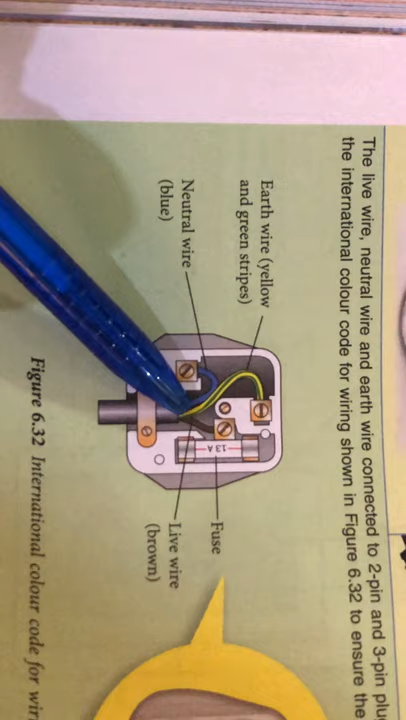 The live wire, neutral wire and earth wire connected to 2-pin and 3-pin
the international colour code for wiring shown in Figure 6.32 to ensure the
Earth wire (yellow
and green stripes)
Neutral wire
(blue)
13 A
Fuse
Live wire
(brown)
Figure 6.32 International colour code for